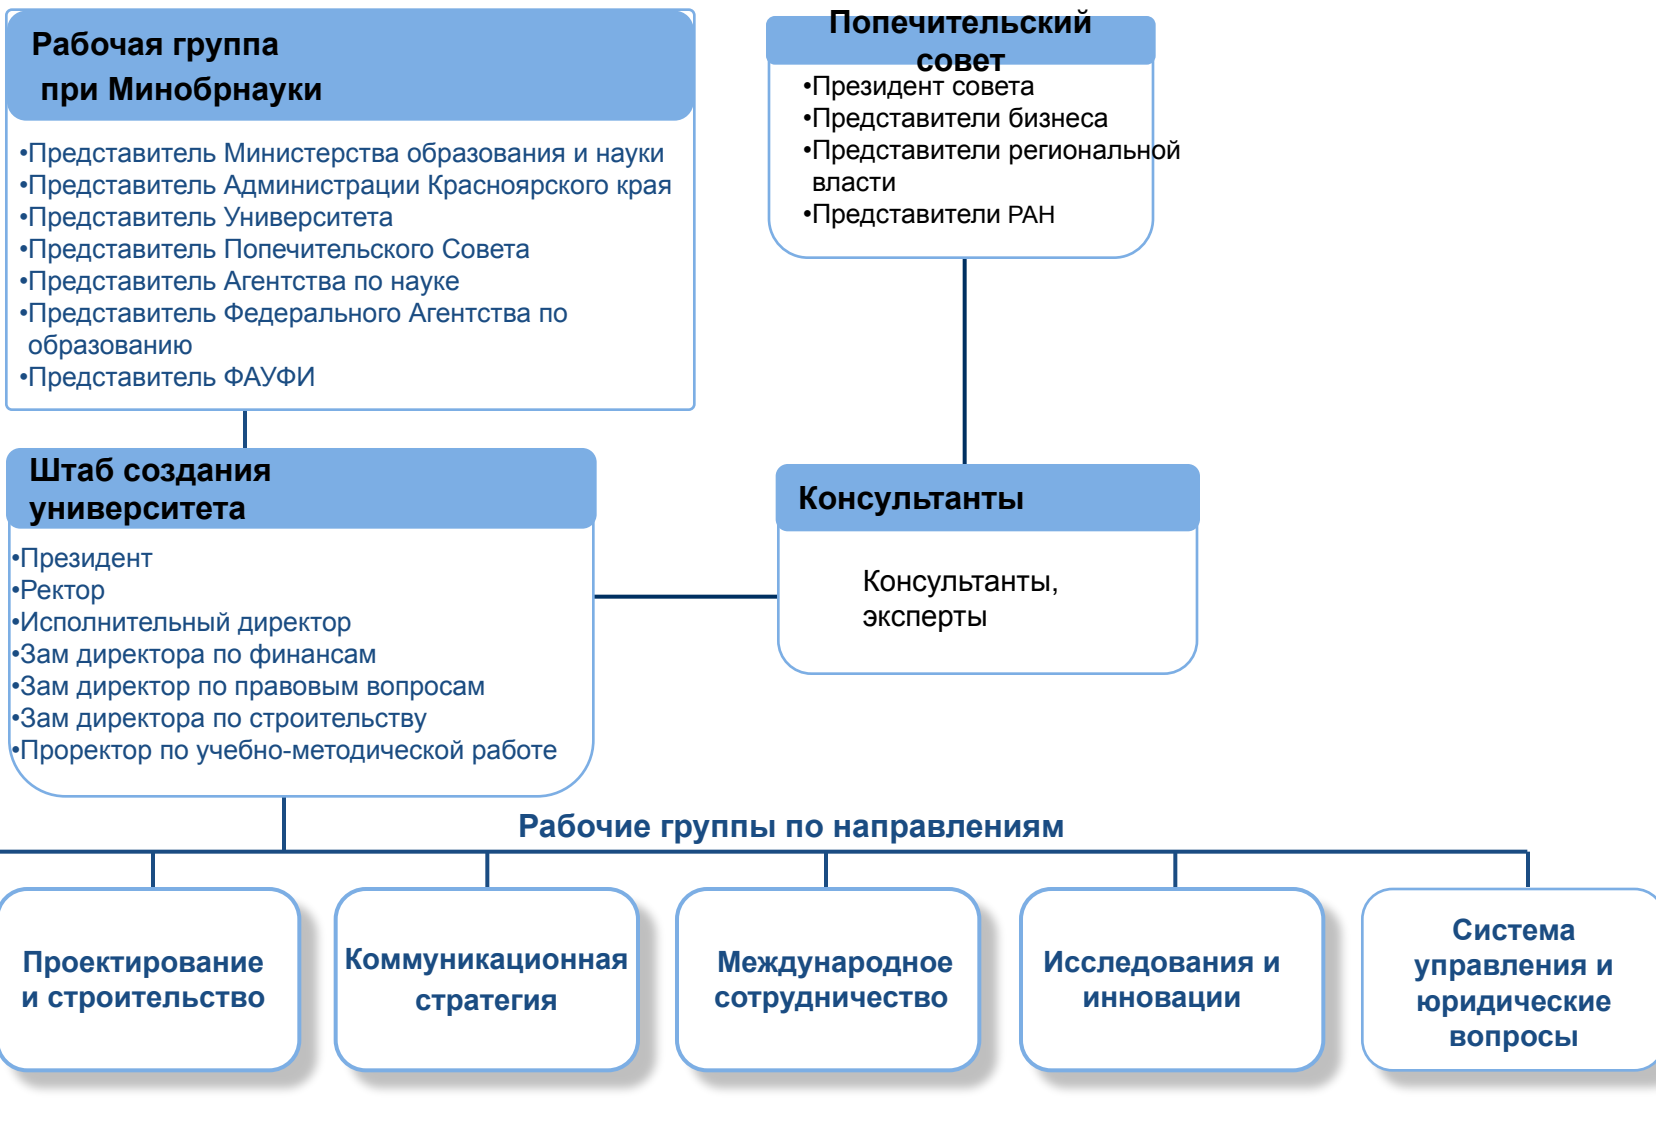 Рабочая группа
при Минобрнауки
•Представитель Министерства образования и науки
•Представитель Администрации Красноярского края
•Представитель Университета
•Представитель Попечительского Совета
•Представитель Агентства по науке
•Представитель Федерального Агентства по
образованию
•Представитель ФАУФИ
Попечительский
совет
•Президент совета
•Представители бизнеса
•Представители региональной
власти
•Представители РАН
Штаб создания
университета
•Президент
•Ректор
•Исполнительный директор
•Зам директора по финансам
•Зам директор по правовым вопросам
•Зам директора по строительству
•Проректор по учебно-методической работе
Консультанты
Консультанты,
эксперты
Рабочие группы по направлениям
Проектирование
и строительство
Коммуникационная
стратегия
Международное
сотрудничество
Исследования и
инновации
Система
управления и
юридические
вопросы